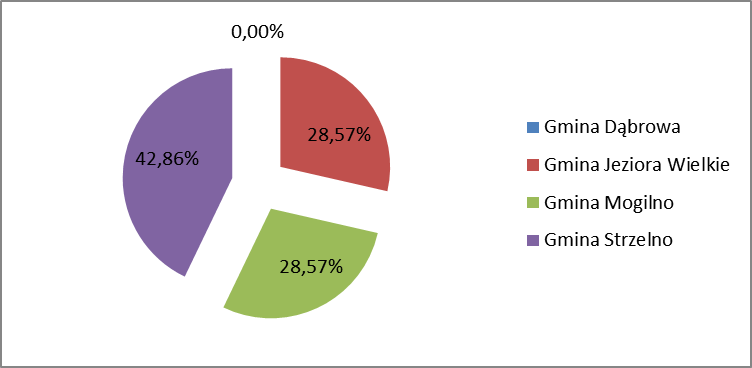 0,00%
28,57%
42,86%
28,57%
Gmina Dąbrowa
Gmina Jeziora Wielkie
Gmina Mogilno
Gmina Strzelno